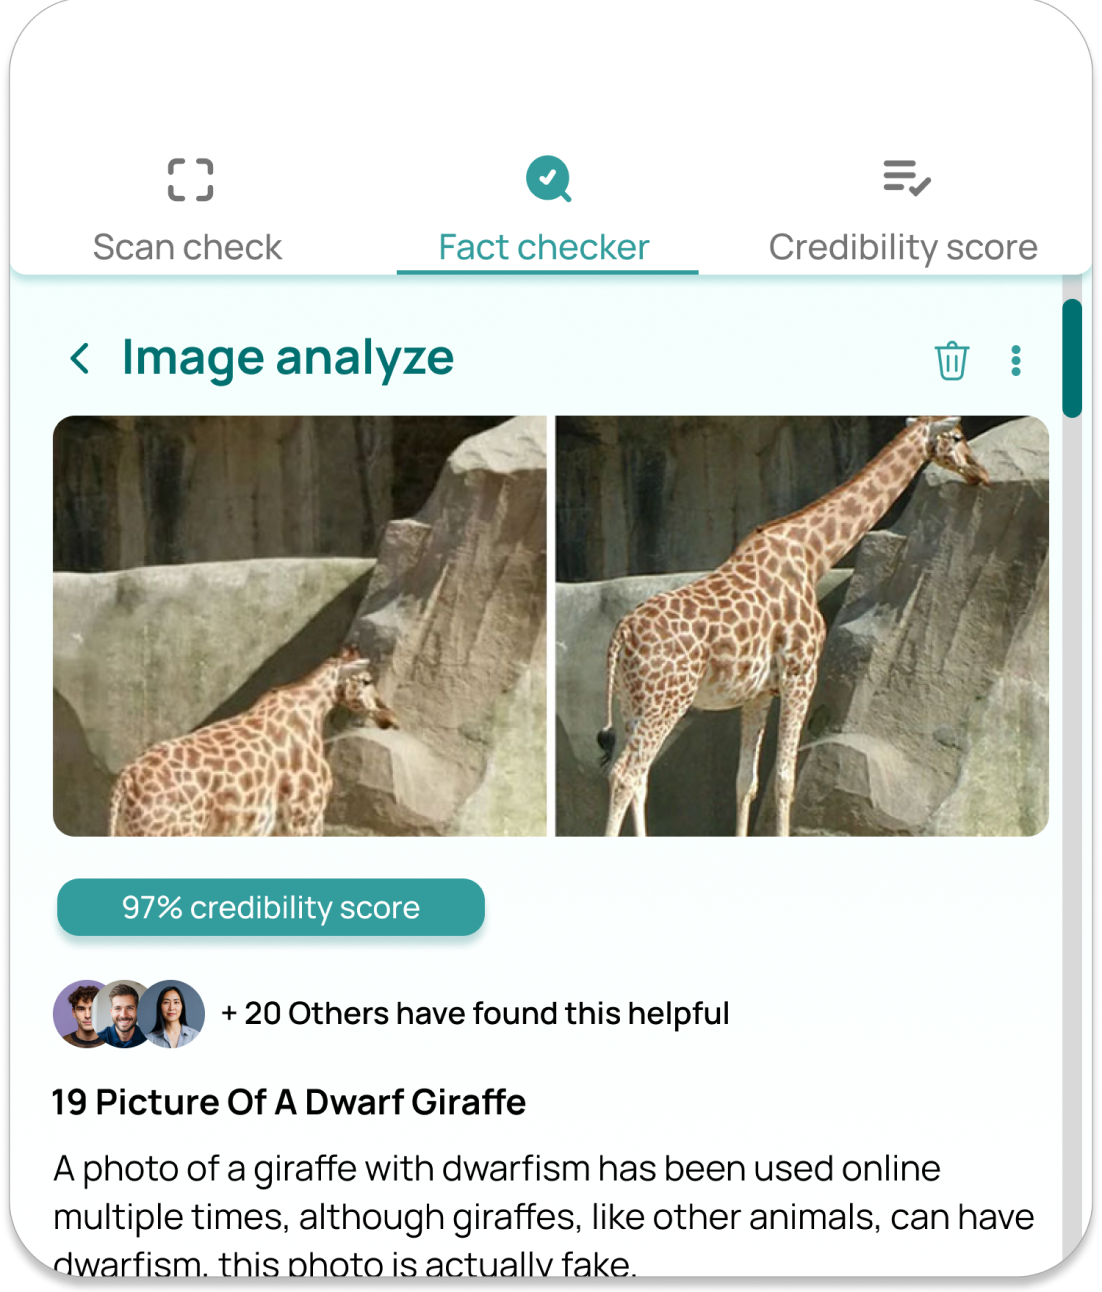 Scan check
Fact checker
Credibility score
Image analyze
97% credibility score
+ 20 Others have found this helpful
19 Picture Of A Dwarf Giraffe
A photo of a giraffe with dwarfism has been used online
multiple times, although giraffes, like other animals, can have
dwarfism, this photo is actually fake.